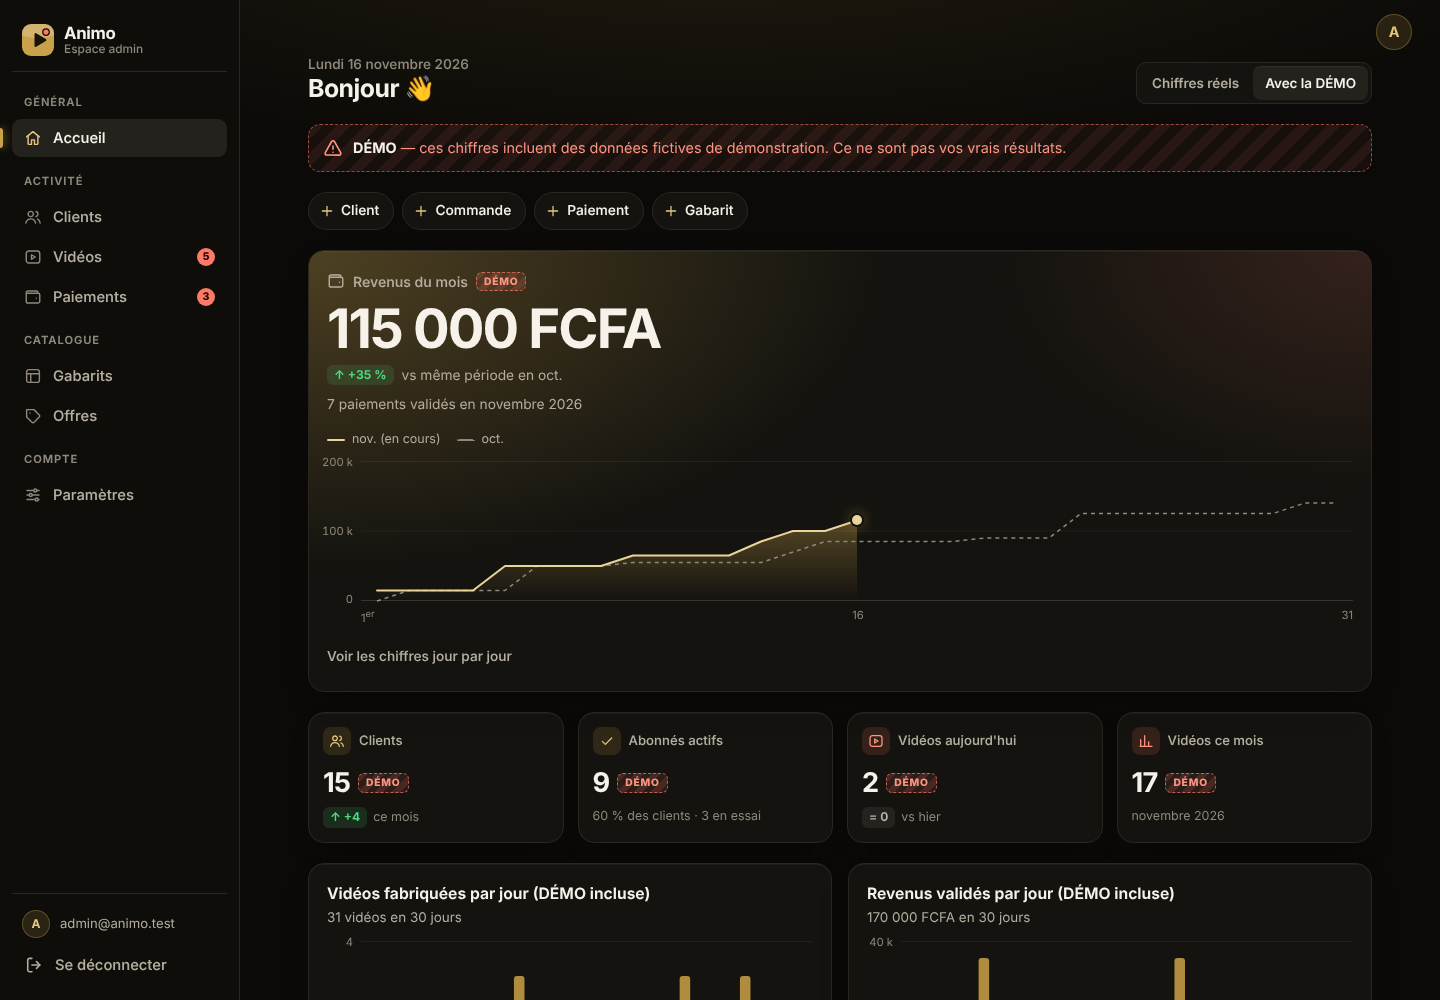 Animo
Espace admin
GÉNÉRAL
Accueil
ACTIVITÉ
Clients
Vidéos 5
Paiements 3
CATALOGUE
Gabarits
Offres
COMPTE
Paramètres
A admin@animo.test
Se déconnecter
A
Lundi 16 novembre 2026
Bonjour 👋
Chiffres réels Avec la DÉMO
DÉMO — ces chiffres incluent des données fictives de démonstration. Ce ne sont pas vos vrais résultats.
+ Client + Commande + Paiement + Gabarit
Revenus du mois DÉMO
115 000 FCFA
↑ +35 % vs même période en oct.
7 paiements validés en novembre 2026
nov. (en cours) oct.
200 k
100 k
0
1er 16 31
Voir les chiffres jour par jour
Clients
15 DÉMO
↑ +4 ce mois
Abonnés actifs
9 DÉMO
60 % des clients · 3 en essai
Vidéos aujourd'hui
2 DÉMO
= 0 vs hier
Vidéos ce mois
17 DÉMO
novembre 2026
Vidéos fabriquées par jour (DÉMO incluse)
31 vidéos en 30 jours
4
Revenus validés par jour (DÉMO incluse)
170 000 FCFA en 30 jours
40 k